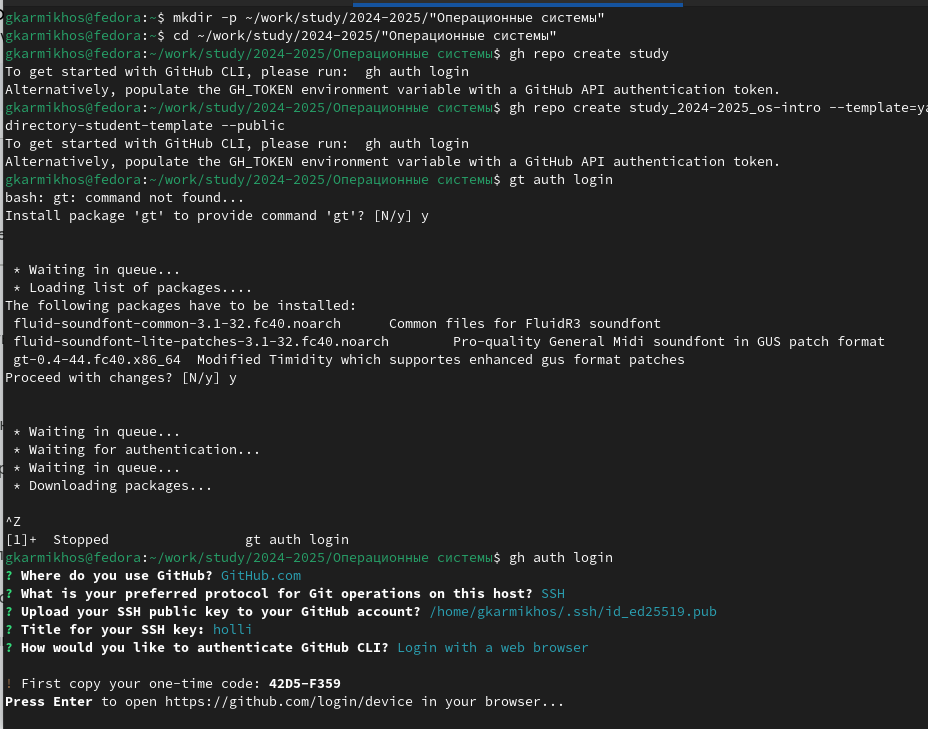 gkarmikhos@fedora:~$ mkdir -p ~/work/study/2024-2025/"Операционные системы"
gkarmikhos@fedora:~$ cd ~/work/study/2024-2025/"Операционные системы"
gkarmikhos@fedora:~/work/study/2024-2025/Операционные системы$ gh repo create study
To get started with GitHub CLI, please run:  gh auth login
Alternatively, populate the GH_TOKEN environment variable with a GitHub API authentication token.
gkarmikhos@fedora:~/work/study/2024-2025/Операционные системы$ gh repo create study_2024-2025_os-intro --template=ya
directory-student-template --public
To get started with GitHub CLI, please run:  gh auth login
Alternatively, populate the GH_TOKEN environment variable with a GitHub API authentication token.
gkarmikhos@fedora:~/work/study/2024-2025/Операционные системы$ gt auth login
bash: gt: command not found...
Install package 'gt' to provide command 'gt'? [N/y] y
* Waiting in queue...
* Loading list of packages....
The following packages have to be installed:
fluid-soundfont-common-3.1-32.fc40.noarch      Common files for FluidR3 soundfont
fluid-soundfont-lite-patches-3.1-32.fc40.noarch        Pro-quality General Midi soundfont in GUS patch format
gt-0.4-44.fc40.x86_64  Modified Timidity which supportes enhanced gus format patches
Proceed with changes? [N/y] y
* Waiting in queue...
* Waiting for authentication...
* Waiting in queue...
* Downloading packages...
^Z
[1]+  Stopped                 gt auth login
gkarmikhos@fedora:~/work/study/2024-2025/Операционные системы$ gh auth login
? Where do you use GitHub? GitHub.com
? What is your preferred protocol for Git operations on this host? SSH
? Upload your SSH public key to your GitHub account? /home/gkarmikhos/.ssh/id_ed25519.pub
? Title for your SSH key: holli
? How would you like to authenticate GitHub CLI? Login with a web browser
! First copy your one-time code: 42D5-F359
Press Enter to open https://github.com/login/device in your browser...